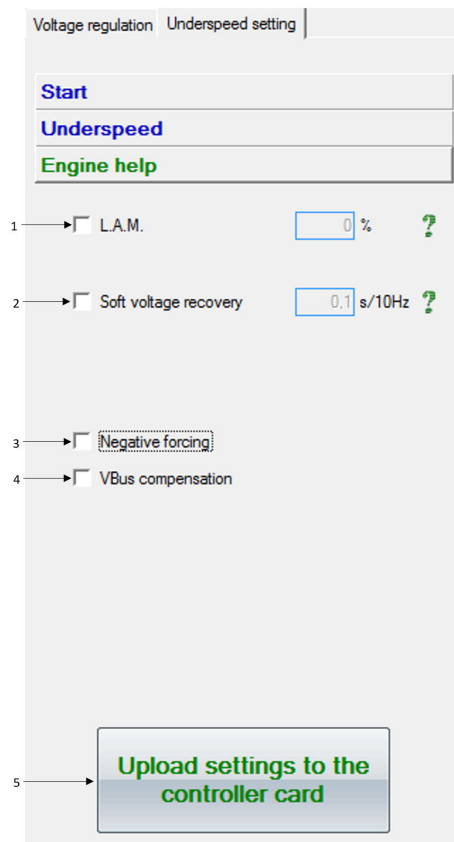 Voltage regulation Underspeed setting
Start
Underspeed
Engine help
1 L.A.M. 0 % ?
2 Soft voltage recovery 0,1 s/10Hz ?
3 Negative forcing
4 VBus compensation
5 Upload settings to the
controller card